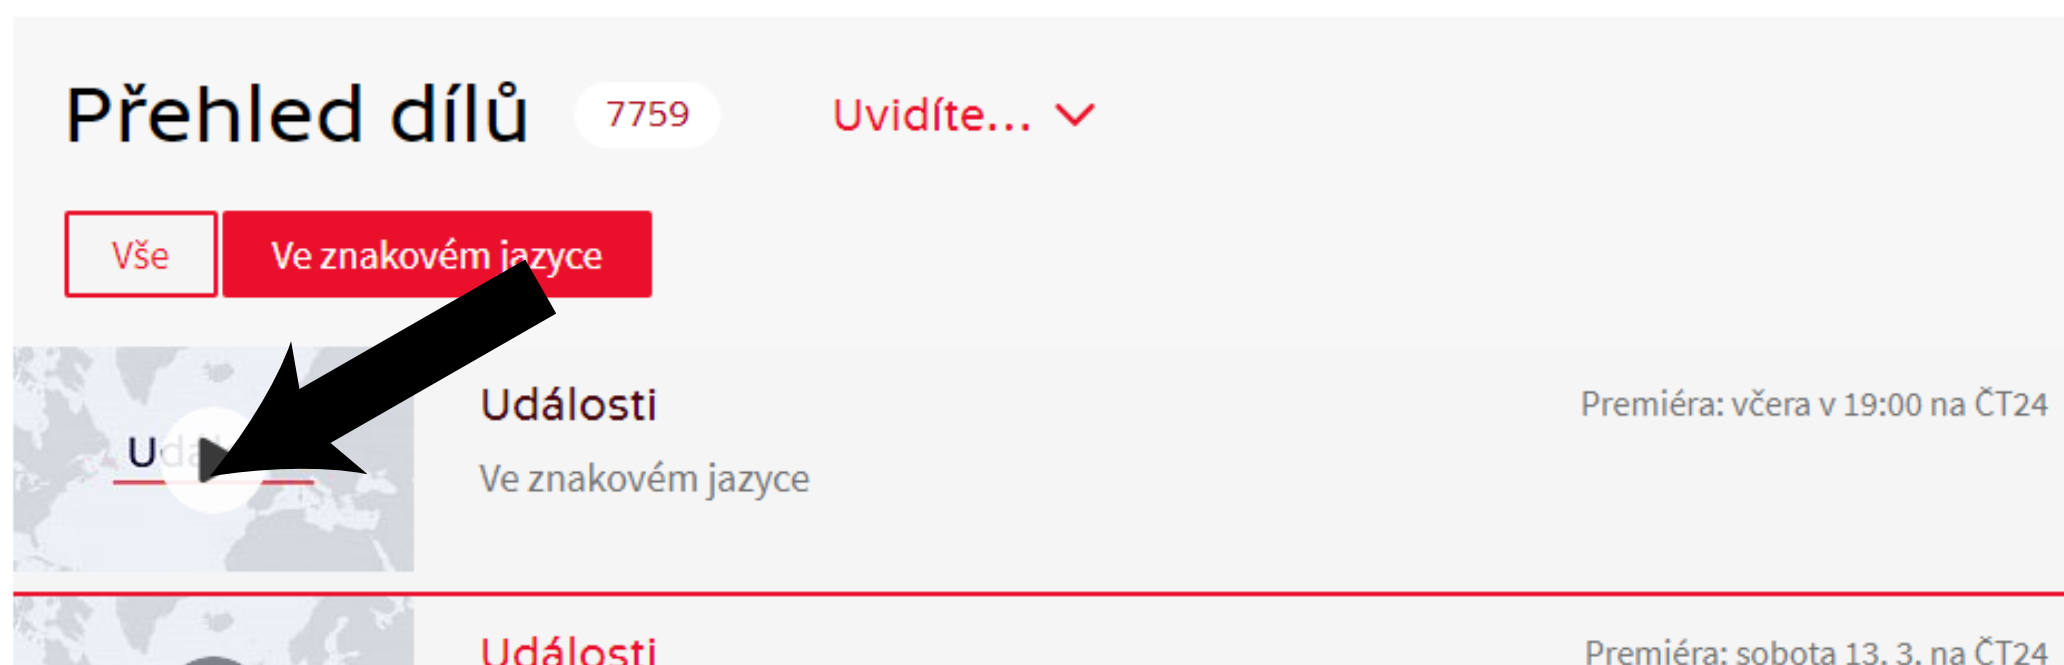 Přehled dílů 7759 Uvidíte...
Vše Ve znakovém jazyce
Události Premiéra: včera v 19:00 na ČT24
Ve znakovém jazyce
Události Premiéra: sobota 13. 3. na ČT24